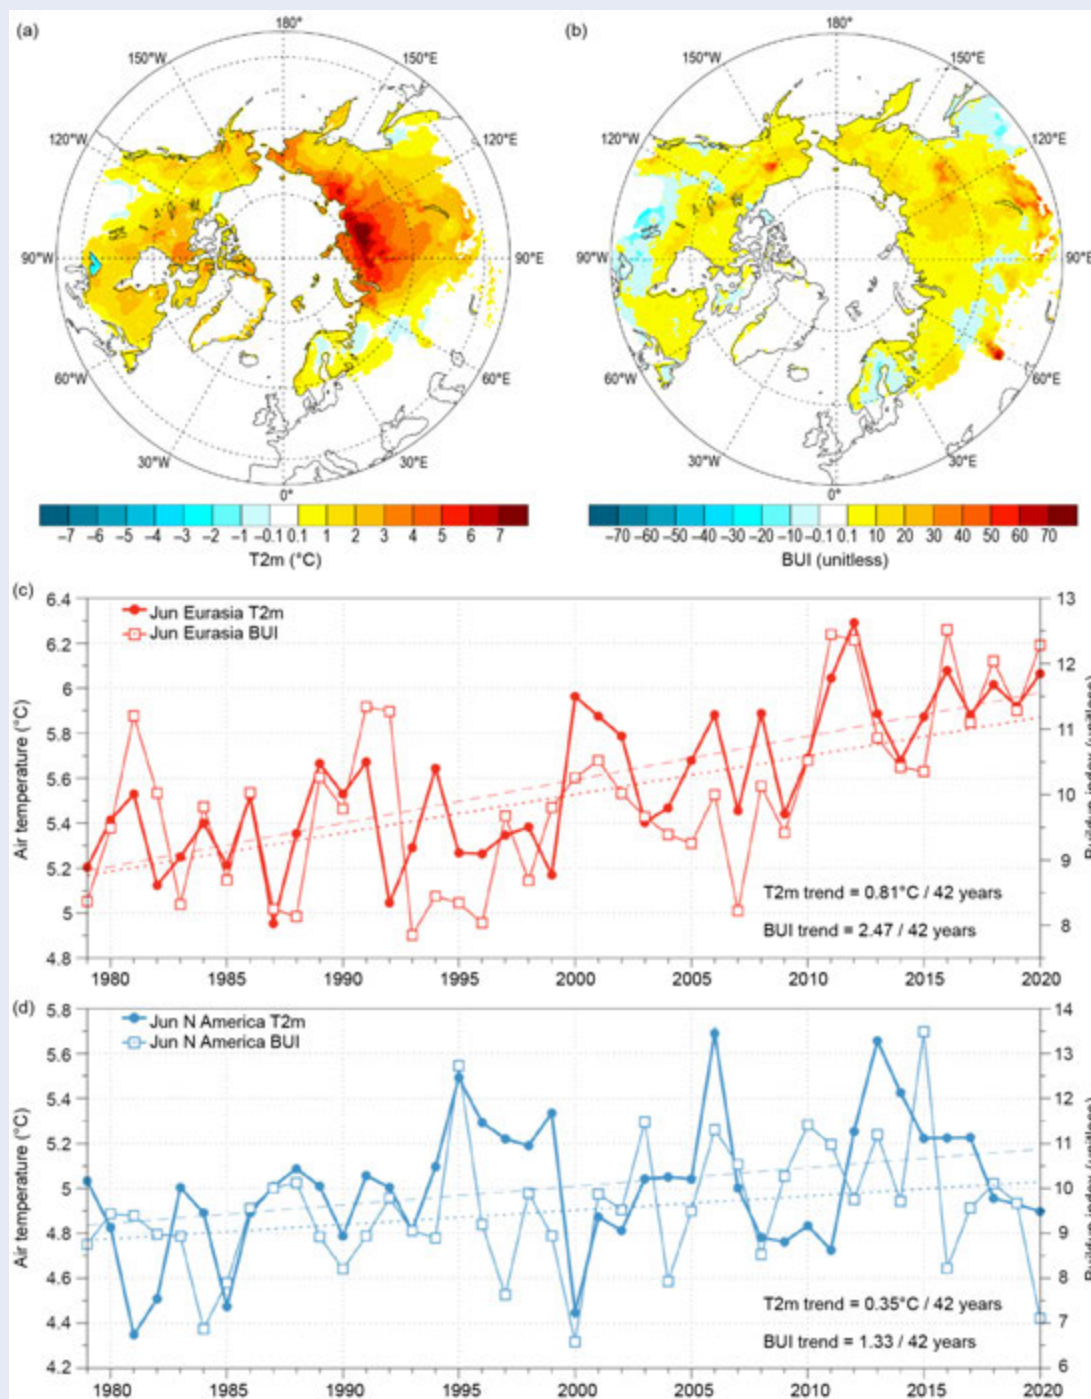 (a)
(b)
180°
180°
150°W
150°E
150°W
150°E
120°W
120°E
120°W
120°E
90°W
90°E
90°W
90°E
60°W
60°E
60°W
60°E
30°W
30°E
30°W
30°E
0°
0°
–7 –6 –5 –4 –3 –2 –1 –0.1 0.1 1 2 3 4 5 6 7
T2m (°C)
–70 –60 –50 –40 –30 –20 –10 –0.1 0.1 10 20 30 40 50 60 70
BUI (unitless)
(c)
Jun Eurasia T2m
Jun Eurasia BUI
6.4
6.2
6
5.8
5.6
5.4
5.2
5
4.8
Air temperature (°C)
13
12
11
10
9
8
Buildup index (unitless)
T2m trend = 0.81°C / 42 years
BUI trend = 2.47 / 42 years
1980 1985 1990 1995 2000 2005 2010 2015 2020
(d)
Jun N America T2m
Jun N America BUI
5.8
5.6
5.4
5.2
5
4.8
4.6
4.4
4.2
Air temperature (°C)
14
13
12
11
10
9
8
7
6
Buildup index (unitless)
T2m trend = 0.35°C / 42 years
BUI trend = 1.33 / 42 years
1980 1985 1990 1995 2000 2005 2010 2015 2020